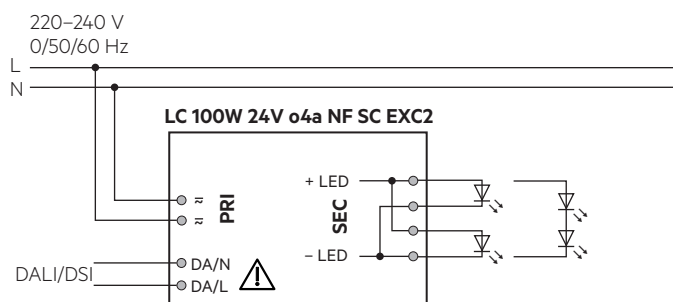 220–240 V
0/50/60 Hz
L
N
LC 100W 24V o4a NF SC EXC2
+ LED
PRI
SEC
– LED
DALI/DSI
DA/N
DA/L